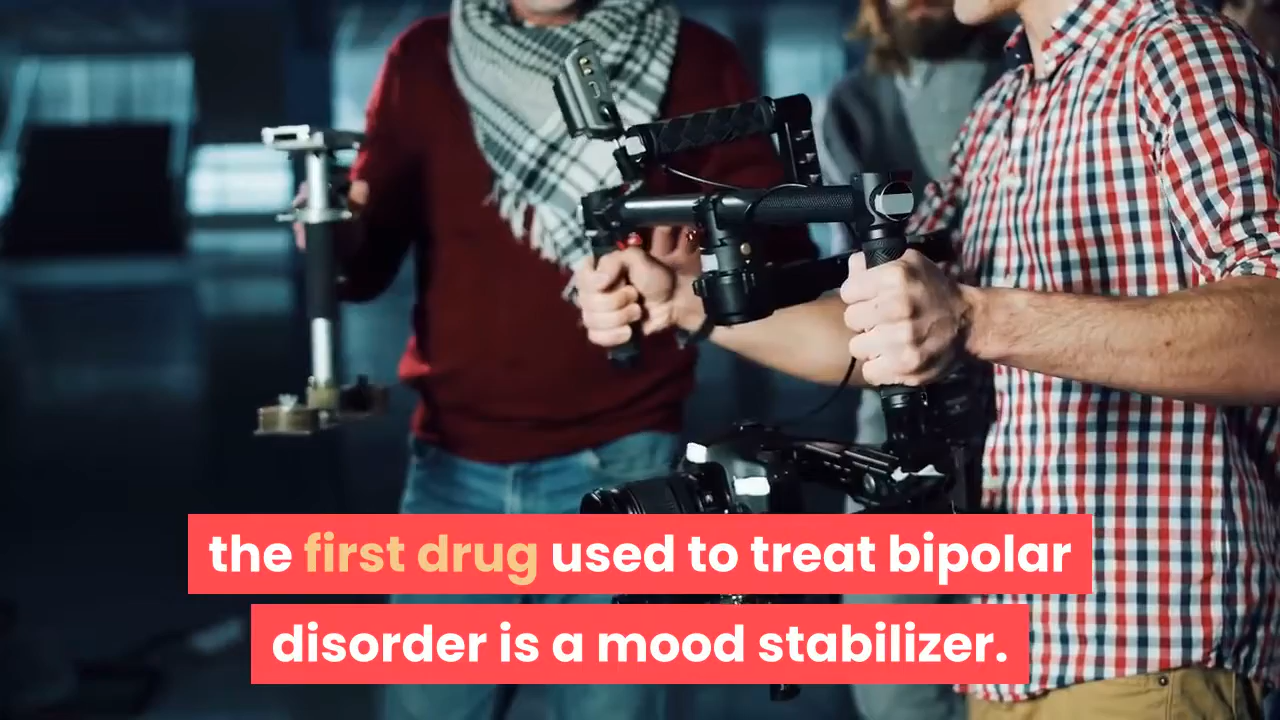 the first drug used to treat bipolar
disorder is a mood stabilizer.